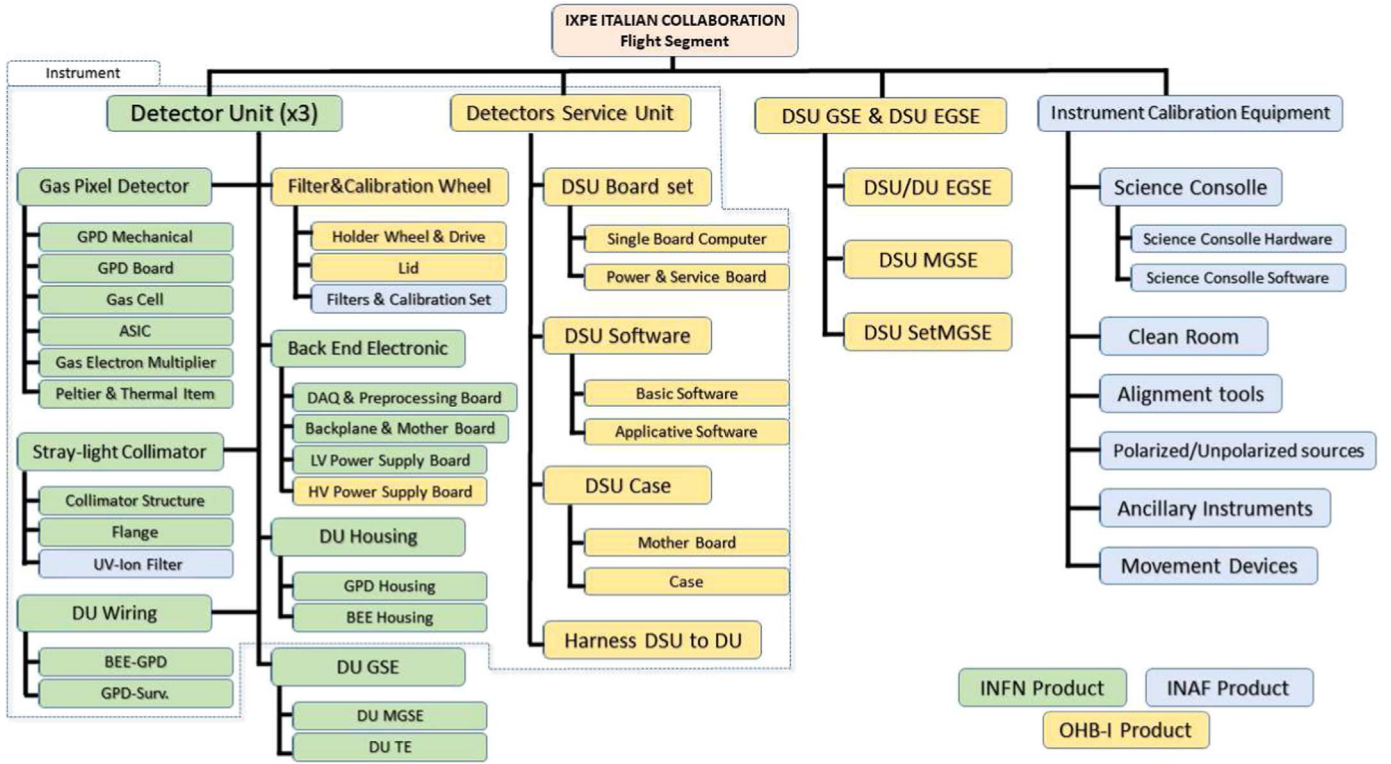 IXPE ITALIAN COLLABORATION
Flight Segment
Instrument
Detector Unit (x3)
Gas Pixel Detector
GPD Mechanical
GPD Board
Gas Cell
ASIC
Gas Electron Multiplier
Peltier & Thermal Item
Stray-light Collimator
Collimator Structure
Flange
UV-Ion Filter
DU Wiring
BEE-GPD
GPD-Surv.
Filter&Calibration Wheel
Holder Wheel & Drive
Lid
Filters & Calibration Set
Back End Electronic
DAQ & Preprocessing Board
Backplane & Mother Board
LV Power Supply Board
HV Power Supply Board
DU Housing
GPD Housing
BEE Housing
DU GSE
DU MGSE
DU TE
Detectors Service Unit
DSU Board set
Single Board Computer
Power & Service Board
DSU Software
Basic Software
Applicative Software
DSU Case
Mother Board
Case
Harness DSU to DU
DSU GSE & DSU EGSE
DSU/DU EGSE
DSU MGSE
DSU SetMGSE
Instrument Calibration Equipment
Science Consolle
Science Consolle Hardware
Science Consolle Software
Clean Room
Alignment tools
Polarized/Unpolarized sources
Ancillary Instruments
Movement Devices
INFN Product
INAF Product
OHB-I Product